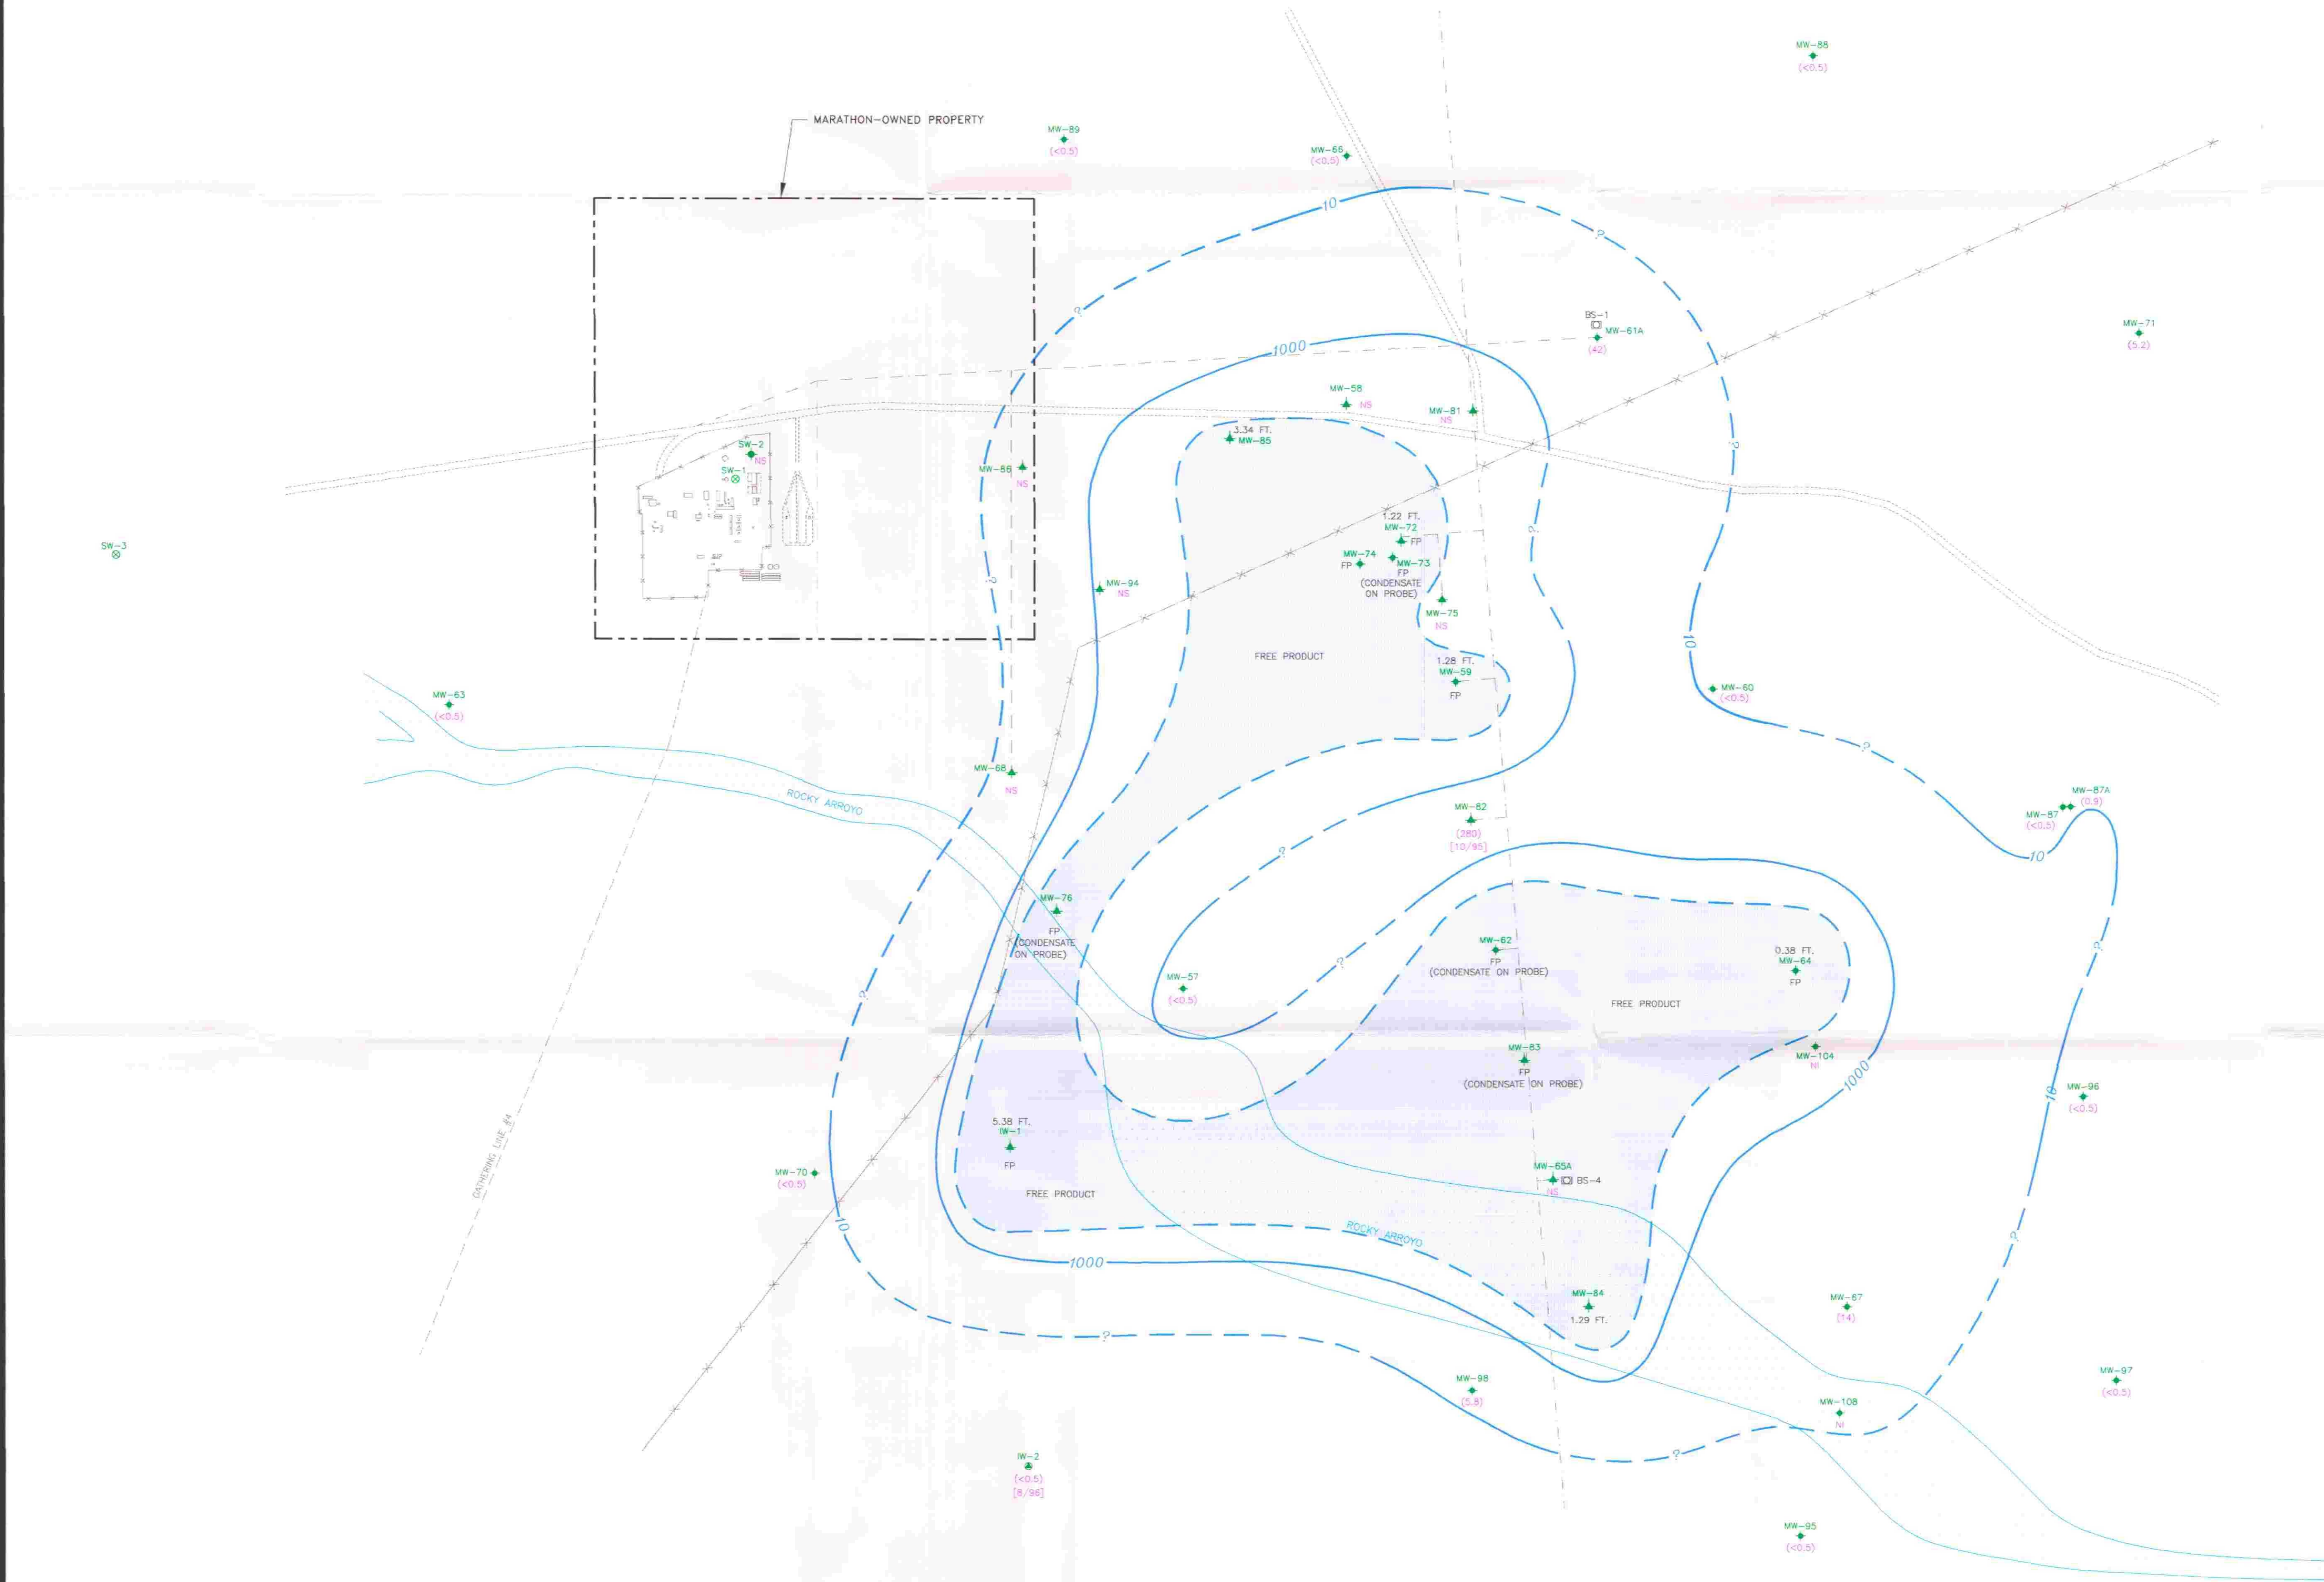 MW-88
(<0.5)
MARATHON-OWNED PROPERTY
MW-89
(<0.5)
MW-66
(<0.5)
10
?
?
BS-1
MW-61A
(42)
MW-71
(5.2)
1000
MW-58
NS
MW-81
NS
3.34 FT.
MW-85
SW-2
NS
SW-1
MW-86
NS
?
1.22 FT.
MW-72
FP
MW-74
FP
MW-73
FP
(CONDENSATE
ON PROBE)
?
SW-3
?
MW-94
NS
MW-75
NS
10
FREE PRODUCT
1.28 FT.
MW-59
FP
MW-60
(<0.5)
MW-63
(<0.5)
?
MW-68
NS
ROCKY ARROYO
MW-82
(280)
[10/95]
MW-87A
(0.9)
MW-87
(<0.5)
10
?
MW-76
FP
(CONDENSATE
ON PROBE)
MW-62
FP
(CONDENSATE ON PROBE)
0.38 FT.
MW-64
FP
?
?
?
MW-57
(<0.5)
FREE PRODUCT
MW-83
FP
(CONDENSATE ON PROBE)
MW-104
NI
1000
10
MW-96
(<0.5)
5.38 FT.
IW-1
FP
GATHERING LINE
MW-70
(<0.5)
MW-65A
NS
BS-4
FREE PRODUCT
10
ROCKY ARROYO
?
1000
MW-84
1.29 FT.
MW-67
(14)
?
MW-98
(5.8)
MW-97
(<0.5)
MW-108
NI
?
IW-2
(<0.5)
[8/96]
MW-95
(<0.5)